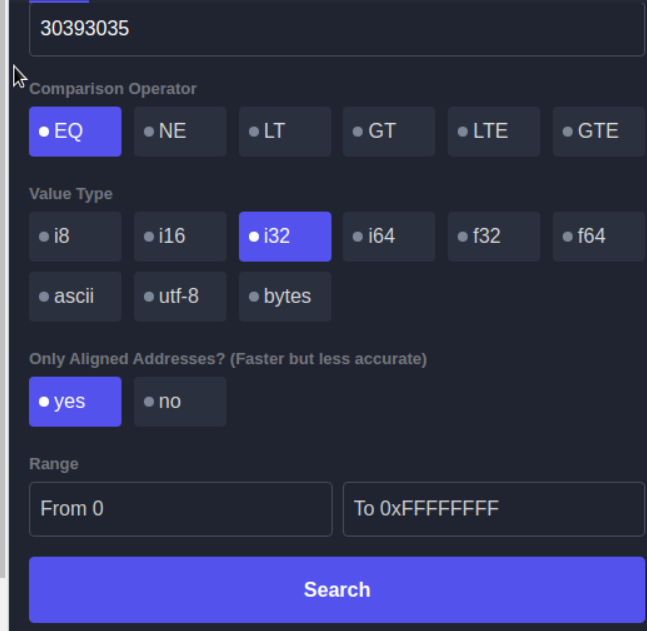 30393035
Comparison Operator
EQ NE LT GT LTE GTE
Value Type
i8 i16 i32 i64 f32 f64
ascii utf-8 bytes
Only Aligned Addresses? (Faster but less accurate)
yes no
Range
From 0 To 0xFFFFFFFF
Search